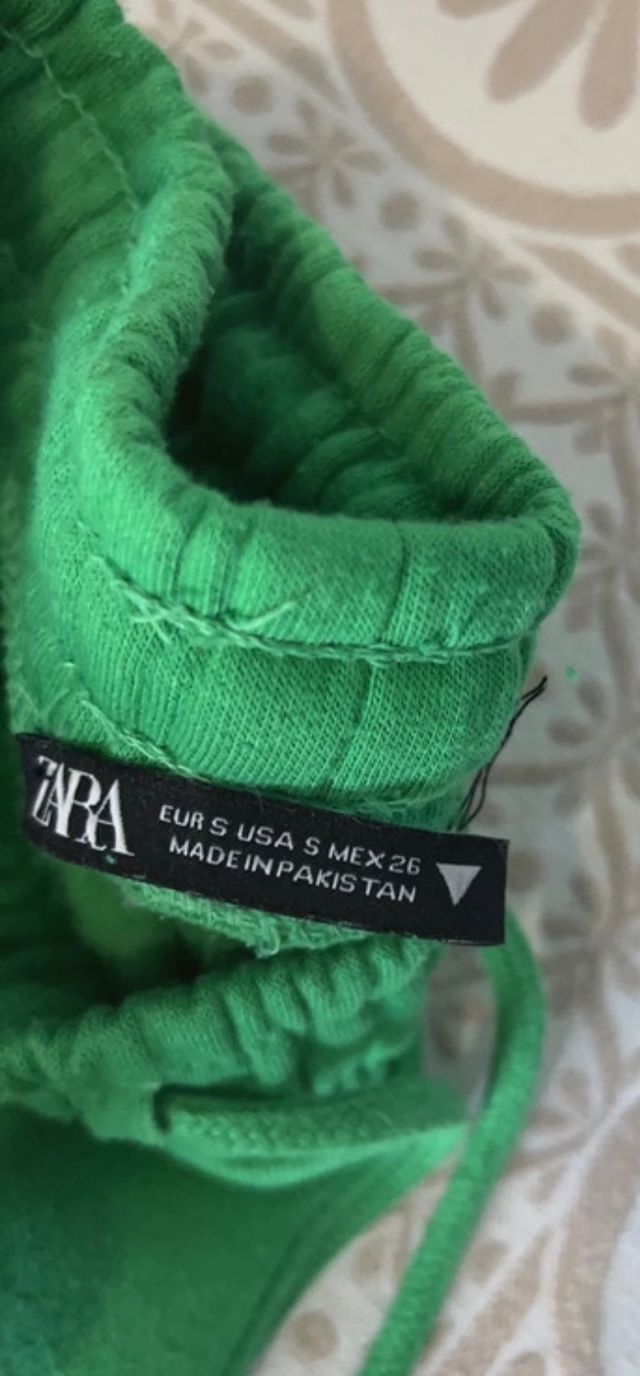 ZARA
EUR S USA S MEX 26
MADE IN PAKISTAN